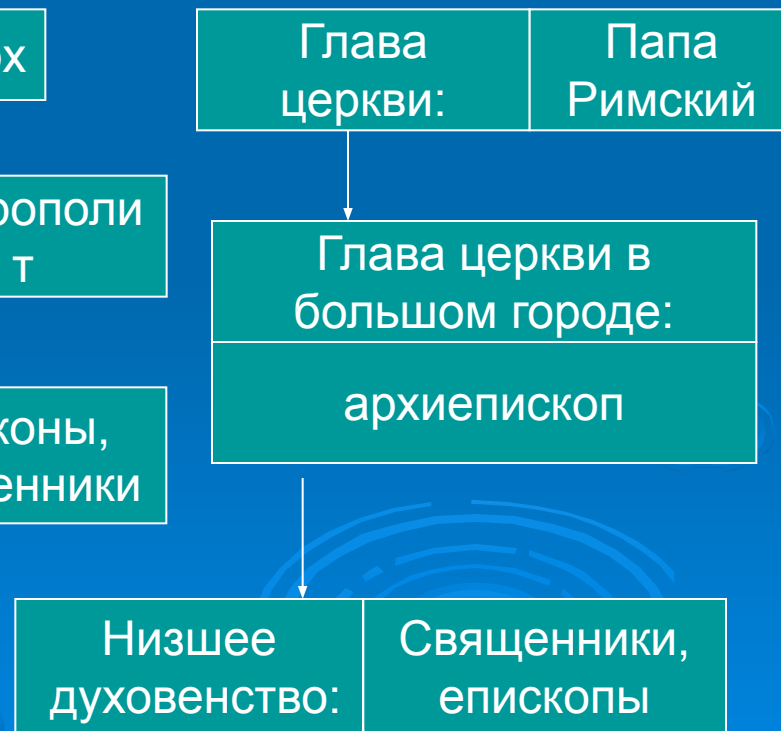 Глава
церкви:
Папа
Римский
т
Глава церкви в
большом городе:
архиепископ
Низшее
духовенство:
Священники,
епископы